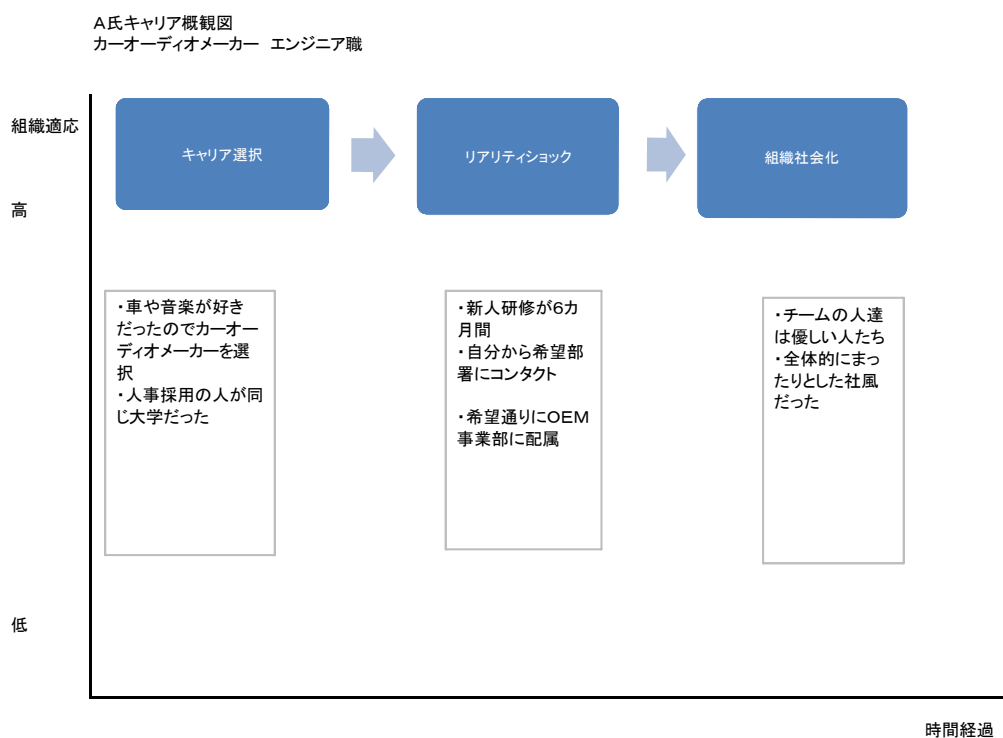 A氏キャリア概観図
カーオーディオメーカー　エンジニア職
組織適応
高
低
キャリア選択
リアリティショック
組織社会化
・車や音楽が好き
だったのでカーオー
ディオメーカーを選
択
・人事採用の人が同
じ大学だった
・新人研修が6カ
月間
・自分から希望部
署にコンタクト
・希望通りにOEM
事業部に配属
・チームの人達
は優しい人たち
・全体的にまっ
たりとした社風
だった
時間経過